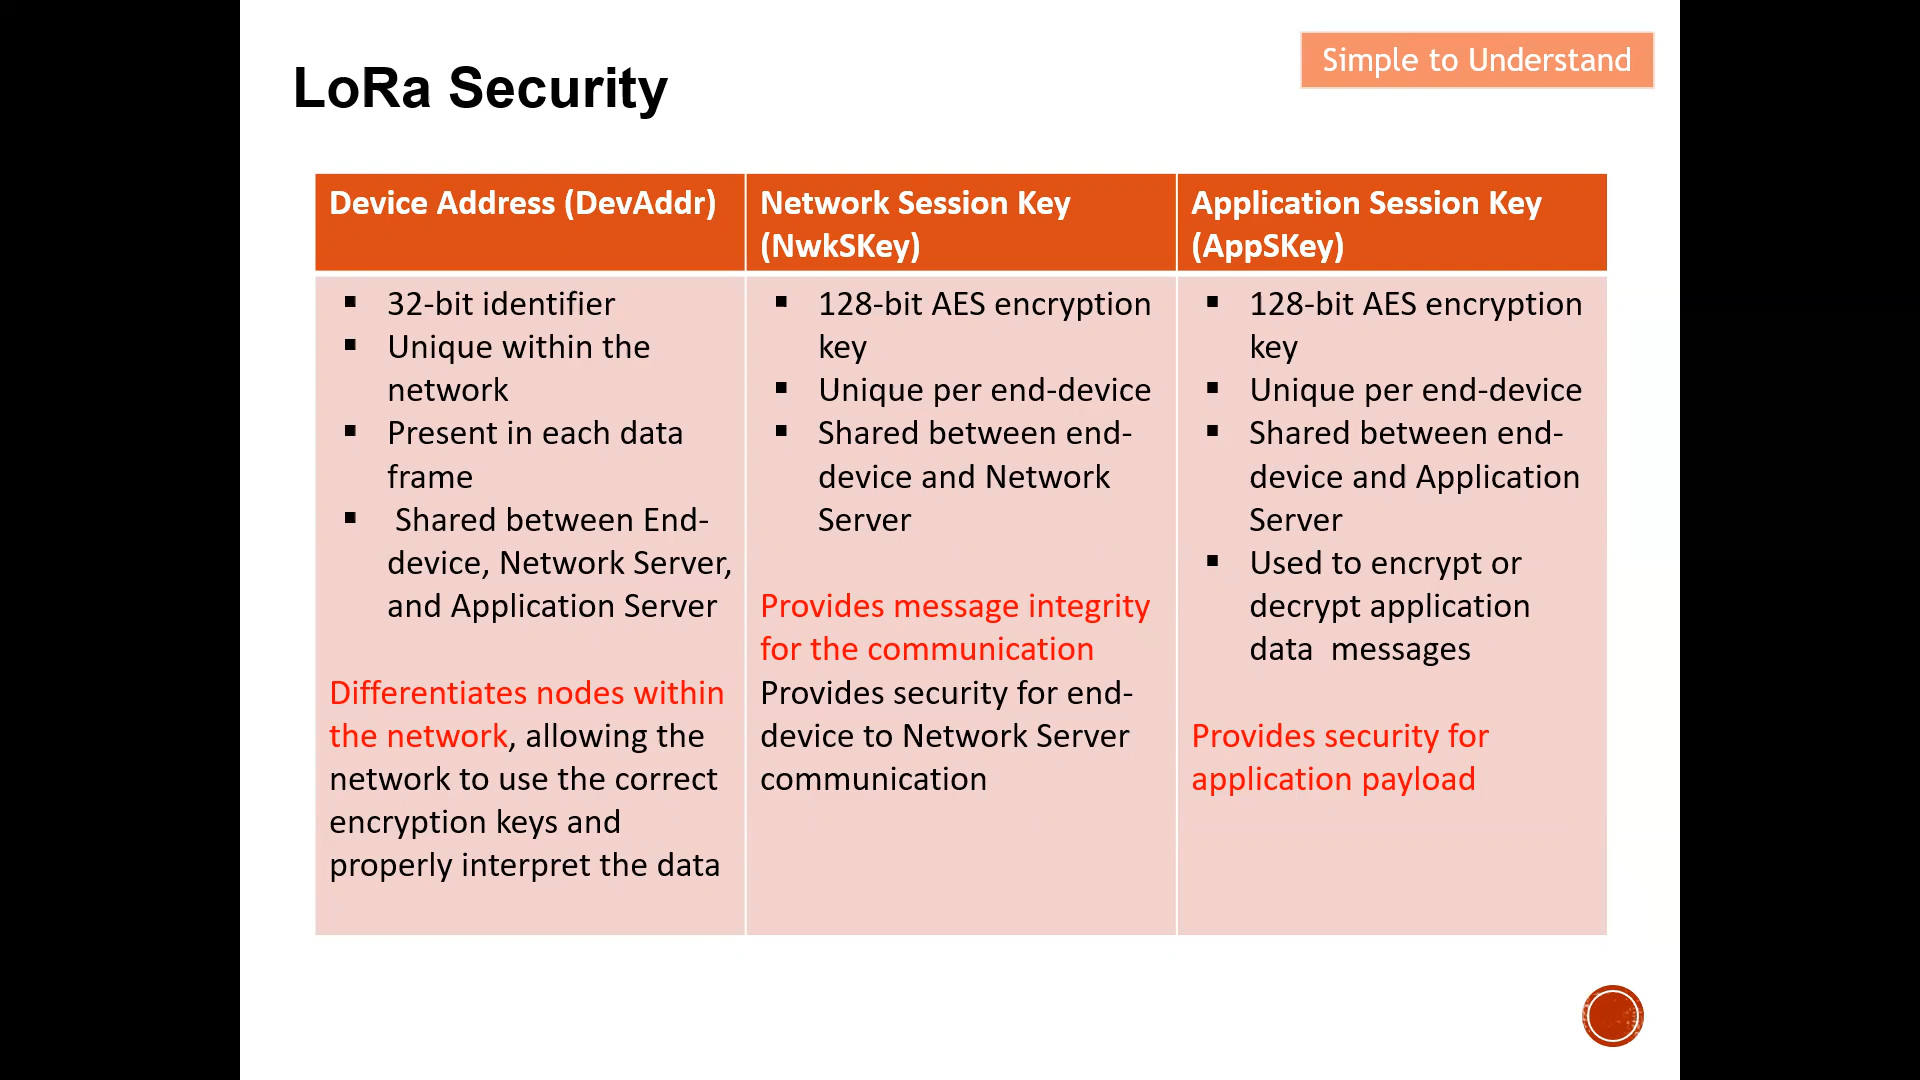 Simple to Understand
LoRa Security
Device Address (DevAddr)
Network Session Key
(NwkSKey)
Application Session Key
(AppSKey)
▪ 32-bit identifier
▪ Unique within the
network
▪ Present in each data
frame
▪ Shared between End-
device, Network Server,
and Application Server
Differentiates nodes within
the network, allowing the
network to use the correct
encryption keys and
properly interpret the data
▪ 128-bit AES encryption
key
▪ Unique per end-device
▪ Shared between end-
device and Network
Server
Provides message integrity
for the communication
Provides security for end-
device to Network Server
communication
▪ 128-bit AES encryption
key
▪ Unique per end-device
▪ Shared between end-
device and Application
Server
▪ Used to encrypt or
decrypt application
data  messages
Provides security for
application payload